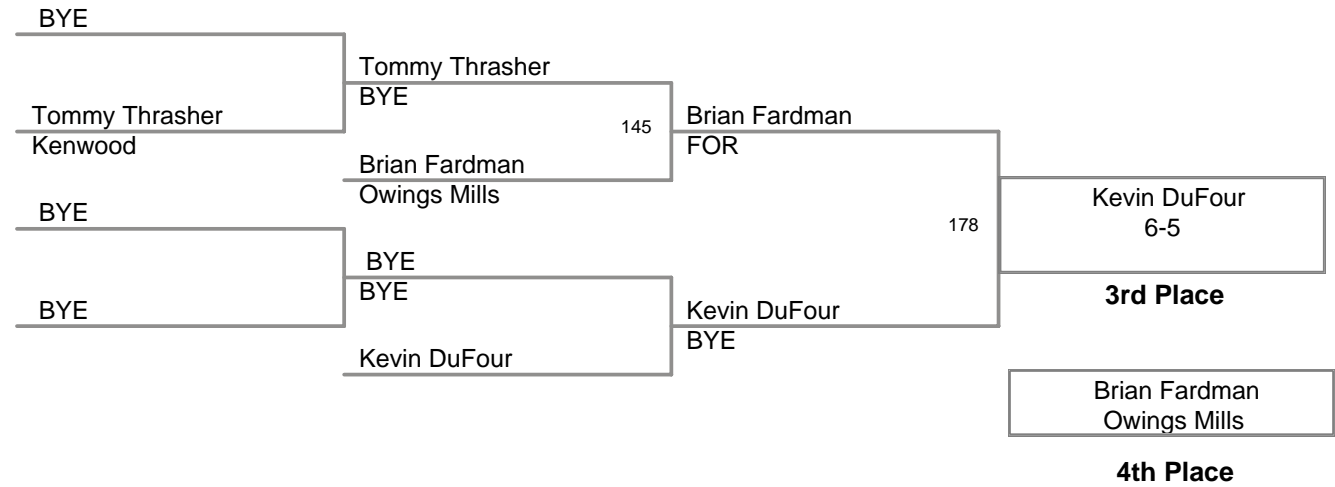 BYE
Tommy Thrasher
BYE
Tommy Thrasher
Kenwood
145
Brian Fardman
FOR
Brian Fardman
Owings Mills
Kevin DuFour
6-5
BYE
178
BYE
BYE
3rd Place
BYE
Kevin DuFour
BYE
Kevin DuFour
Brian Fardman
Owings Mills
4th Place